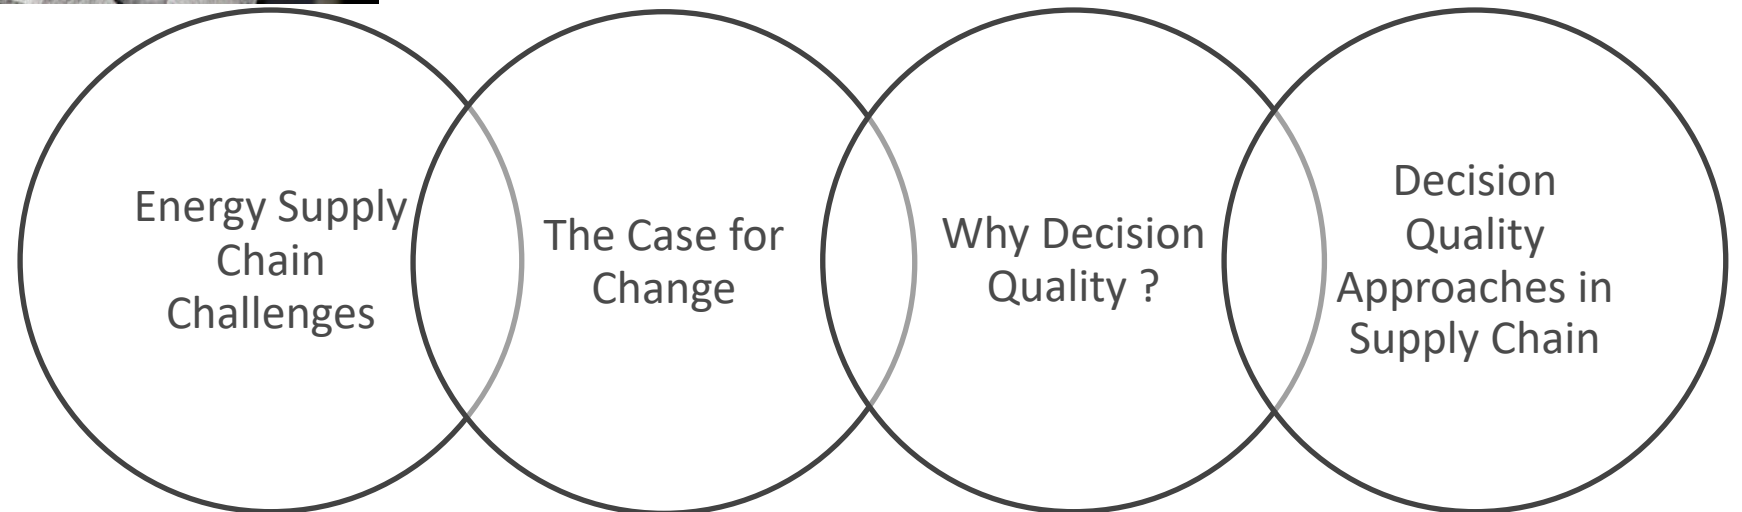 Energy Supply
Chain
Challenges
The Case for
Change
Why Decision
Quality ?
Decision
Quality
Approaches in
Supply Chain